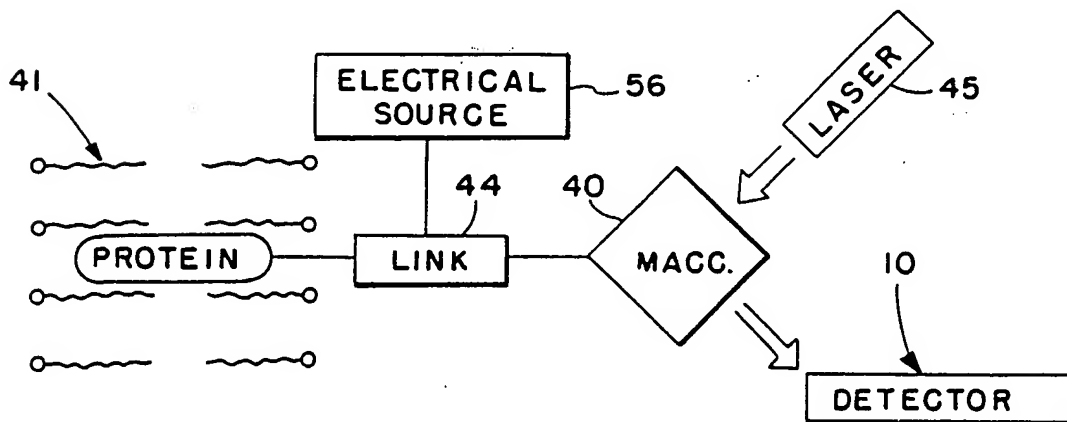 41
ELECTRICAL
SOURCE
56
LASER
45
44
40
PROTEIN
LINK
MACC.
10
DETECTOR